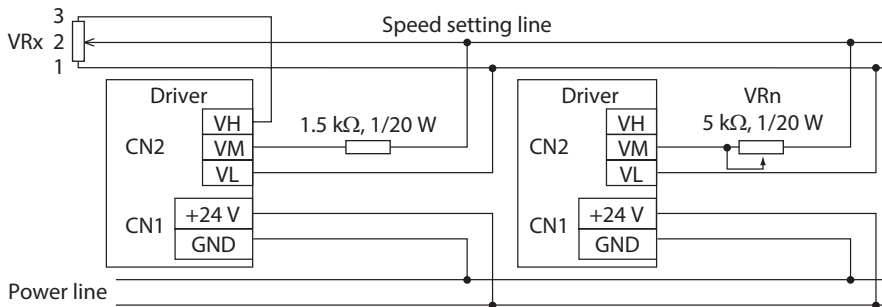 3
VRx 2
1
Speed setting line
Driver
VH
CN2
VM
VL
1.5 kΩ, 1/20 W
CN1
+24 V
GND
Driver
VH
CN2
VM
VL
VRn
5 kΩ, 1/20 W
CN1
+24 V
GND
Power line